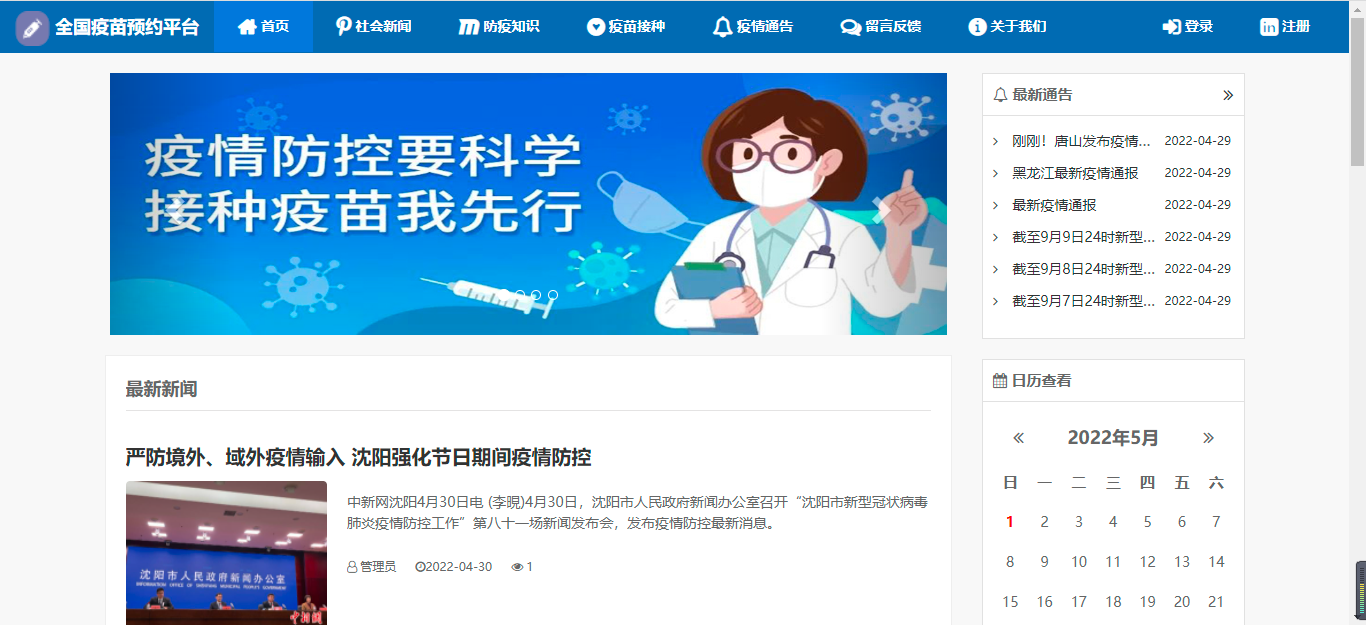 全国疫苗预约平台 首页 社会新闻 防疫知识 疫苗接种 疫情通告 留言反馈 关于我们 登录 注册
疫情防控要科学
接种疫苗我先行
最新通告
刚刚！唐山发布疫情... 2022-04-29
黑龙江最新疫情通报 2022-04-29
最新疫情通报 2022-04-29
截至9月9日24时新型... 2022-04-29
截至9月8日24时新型... 2022-04-29
截至9月7日24时新型... 2022-04-29
最新新闻
严防境外、域外疫情输入 沈阳强化节日期间疫情防控
沈阳市人民政府新闻办公室
INFORMATION OFFICE OF SHENYANG MUNICIPAL PEOPLE'S GOVERNMENT
中新网
中新网沈阳4月30日电 (李晛)4月30日，沈阳市人民政府新闻办公室召开“沈阳市新型冠状病毒
肺炎疫情防控工作”第八十一场新闻发布会，发布疫情防控最新消息。
管理员 2022-04-30 1
日历查看
« 2022年5月 »
日 一 二 三 四 五 六
1 2 3 4 5 6 7
8 9 10 11 12 13 14
15 16 17 18 19 20 21